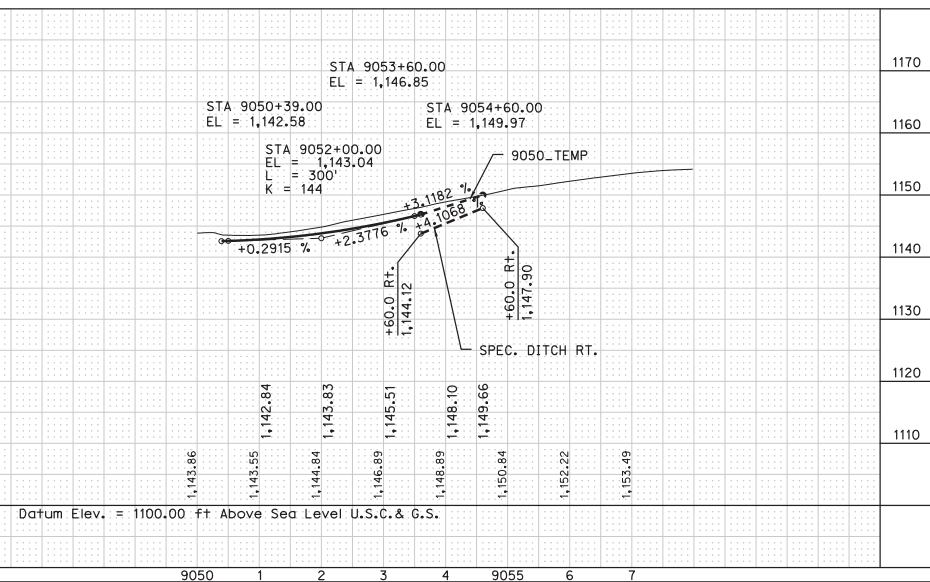 STA 9053+60.00
EL = 1,146.85
1170
STA 9050+39.00
EL = 1,142.58
STA 9054+60.00
EL = 1,149.97
1160
STA 9052+00.00
EL = 1,143.04
L = 300'
K = 144
9050_TEMP
1150
+3.1182 %
+4.1068 %
+2.3776 %
+0.2915 %
1140
+60.0 Rt.
1,144.12
+60.0 Rt.
1,147.90
1130
SPEC. DITCH RT.
1120
1,142.84
1,143.83
1,145.51
1,148.10
1,149.66
1110
1,143.86
1,143.55
1,144.84
1,146.89
1,148.89
1,150.84
1,152.22
1,153.49
Datum Elev. = 1100.00 ft Above Sea Level U.S.C.& G.S.
9050 1 2 3 4 9055 6 7